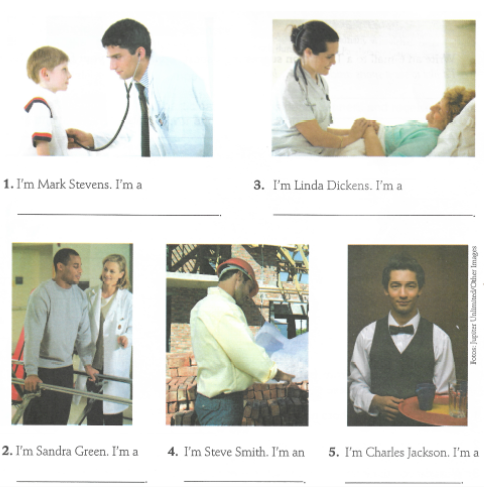 1. I'm Mark Stevens. I'm a
3. I'm Linda Dickens. I'm a
Fotos: Jupiter Unlimited/Other Images
2. I'm Sandra Green. I'm a
4. I'm Steve Smith. I'm an
5. I'm Charles Jackson. I'm a